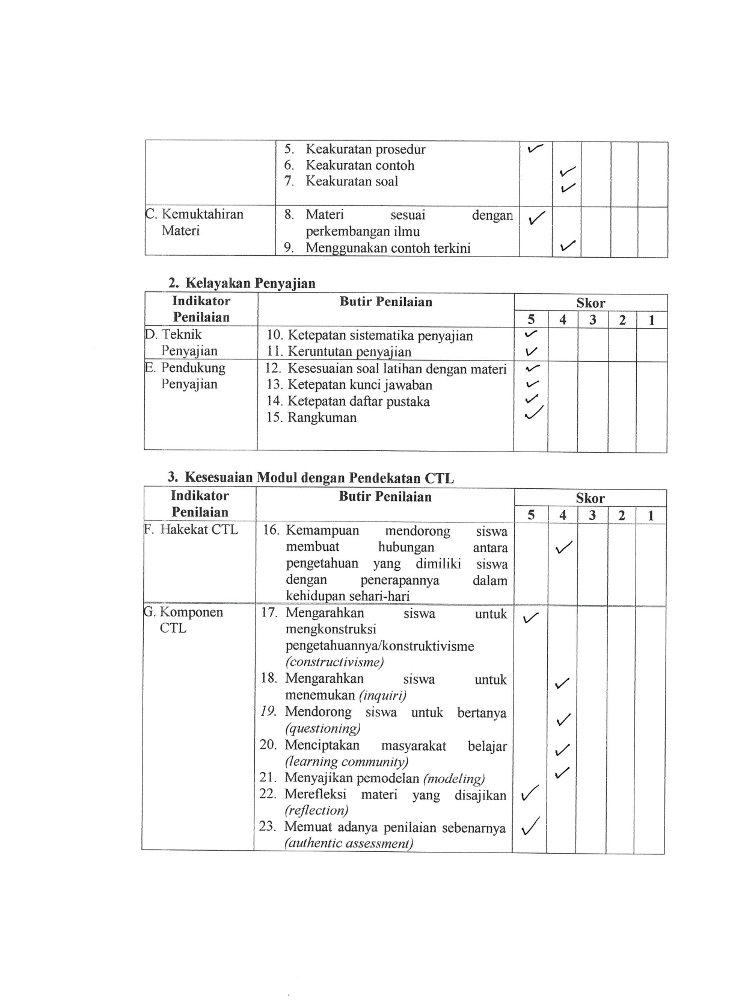 5. Keakuratan prosedur ✓
6. Keakuratan contoh ✓
7. Keakuratan soal ✓
C. Kemuktahiran 8. Materi sesuai dengan ✓
Materi perkembangan ilmu
9. Menggunakan contoh terkini ✓
2. Kelayakan Penyajian
Indikator Butir Penilaian Skor
Penilaian 5 4 3 2 1
D. Teknik 10. Ketepatan sistematika penyajian ✓
Penyajian 11. Keruntutan penyajian ✓
E. Pendukung 12. Kesesuaian soal latihan dengan materi ✓
Penyajian 13. Ketepatan kunci jawaban ✓
14. Ketepatan daftar pustaka ✓
15. Rangkuman ✓
3. Kesesuaian Modul dengan Pendekatan CTL
Indikator Butir Penilaian Skor
Penilaian 5 4 3 2 1
F. Hakekat CTL 16. Kemampuan mendorong siswa
membuat hubungan antara ✓
pengetahuan yang dimiliki siswa
dengan penerapannya dalam
kehidupan sehari-hari
G. Komponen 17. Mengarahkan siswa untuk ✓
CTL mengkonstruksi
pengetahuannya/konstruktivisme
(constructivisme)
18. Mengarahkan siswa untuk ✓
menemukan (inquiri)
19. Mendorong siswa untuk bertanya ✓
(questioning)
20. Menciptakan masyarakat belajar ✓
(learning community)
21. Menyajikan pemodelan (modeling) ✓
22. Merefleksi materi yang disajikan ✓
(reflection)
23. Memuat adanya penilaian sebenarnya ✓
(authentic assessment)